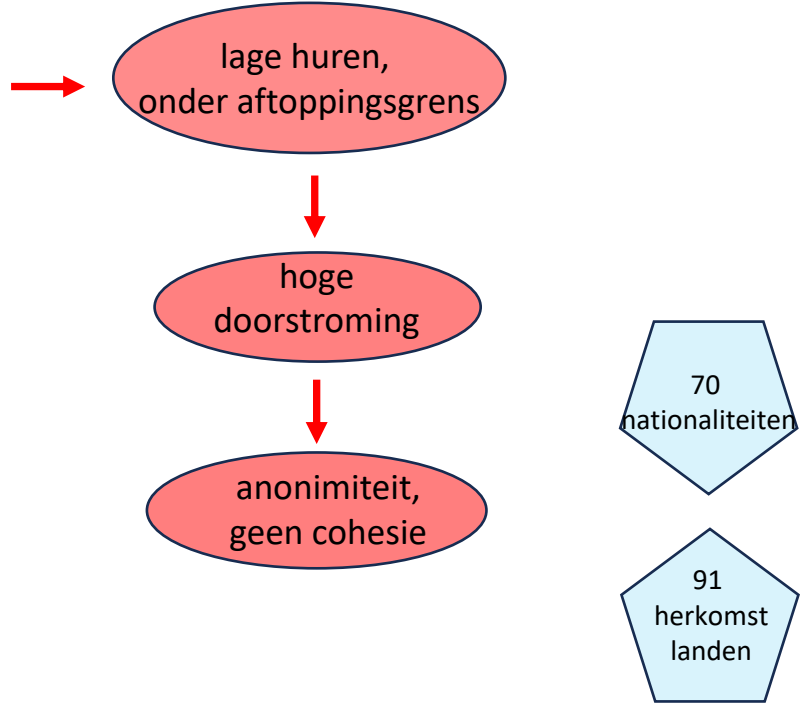 lage huren,
onder aftoppingsgrens
hoge
doorstroming
anonimiteit,
geen cohesie
70
nationaliteiten
91
herkomst
landen